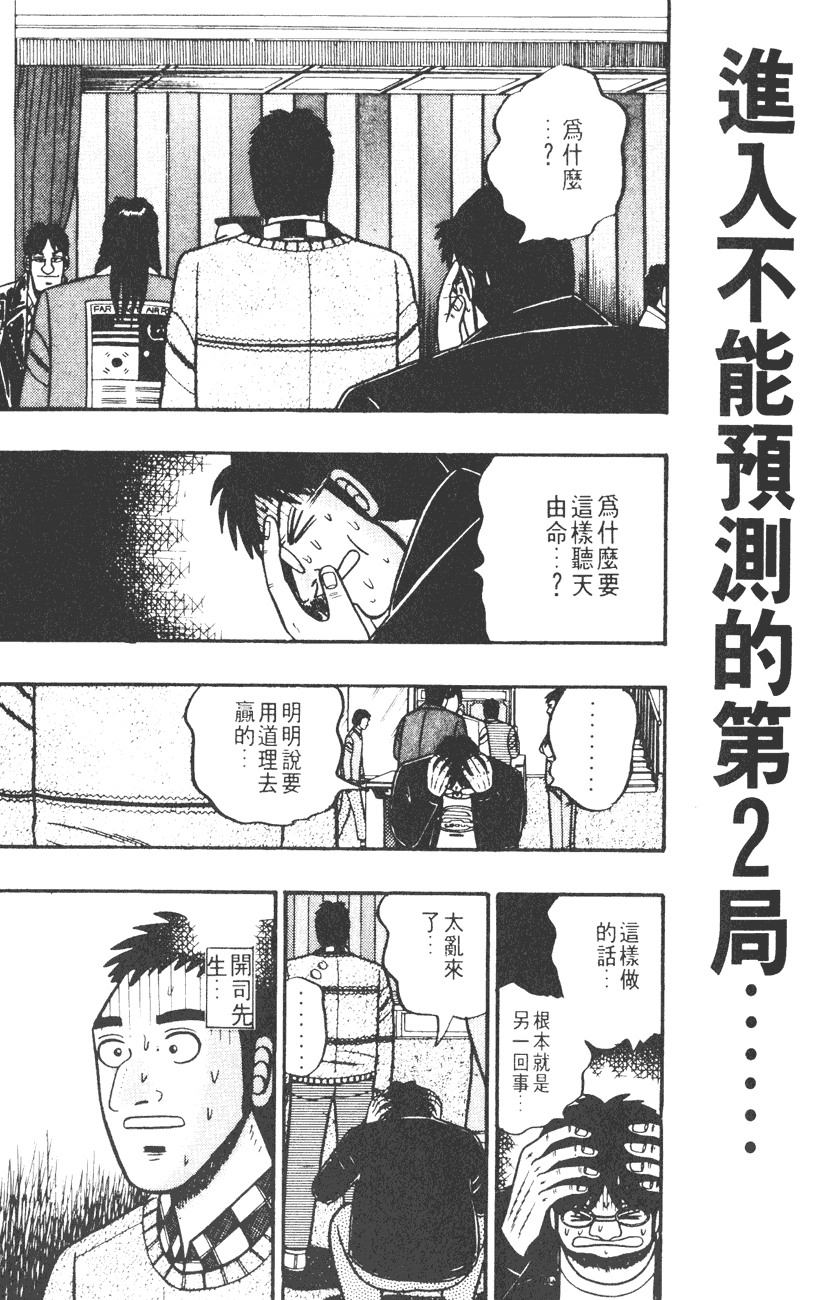 進入不能預測的第2局……
為什麼
…?
FAR
AIR
為什麼要
這樣聽天
由命…?
……
明明說要
用道理去
贏的…
這樣做
的話…
根本就是
另一回事…
太亂來
了…
……
開司先
生…